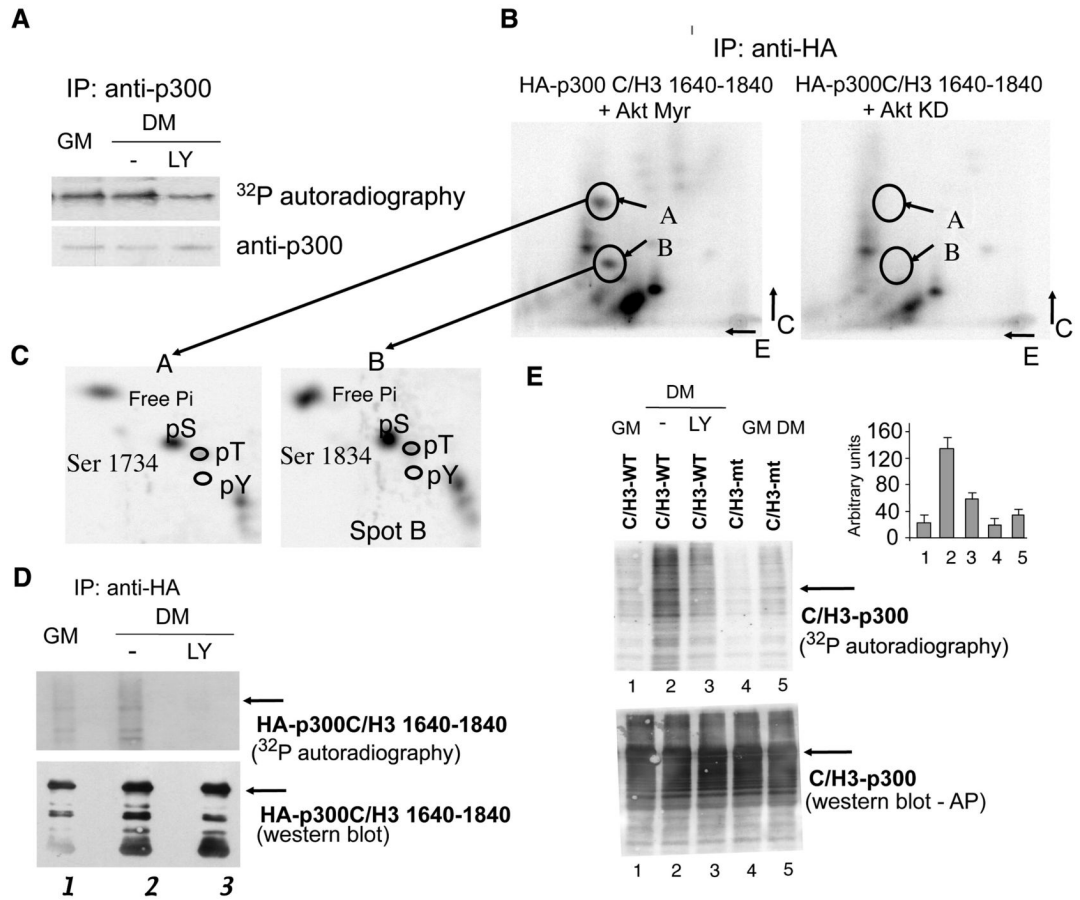 A
IP: anti-p300
DM
GM
- LY
32P autoradiography
anti-p300
B
IP: anti-HA
HA-p300 C/H3 1640-1840
+ Akt Myr
HA-p300C/H3 1640-1840
+ Akt KD
A
B
C
E
A
B
C
E
C
A
Free Pi
pS
pT
Ser 1734
pY
B
Free Pi
pS
pT
Ser 1834
pY
Spot B
D
IP: anti-HA
DM
GM
- LY
HA-p300C/H3 1640-1840
(32P autoradiography)
HA-p300C/H3 1640-1840
(western blot)
1 2 3
E
DM
GM - LY GM DM
C/H3-WT
C/H3-WT
C/H3-WT
C/H3-mt
C/H3-mt
C/H3-p300
(32P autoradiography)
1 2 3 4 5
C/H3-p300
(western blot - AP)
1 2 3 4 5
Arbitrary units
160
120
80
40
0
1 2 3 4 5